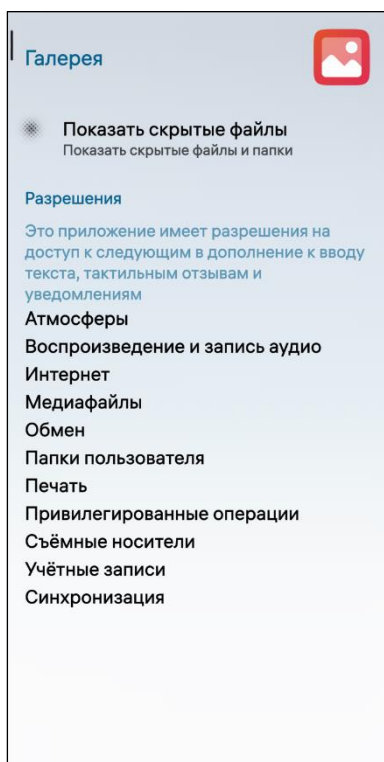 Галерея
Показать скрытые файлы
Показать скрытые файлы и папки
Разрешения
Это приложение имеет разрешения на
доступ к следующим в дополнение к вводу
текста, тактильным отзывам и
уведомлениям
Атмосферы
Воспроизведение и запись аудио
Интернет
Медиафайлы
Обмен
Папки пользователя
Печать
Привилегированные операции
Съёмные носители
Учётные записи
Синхронизация